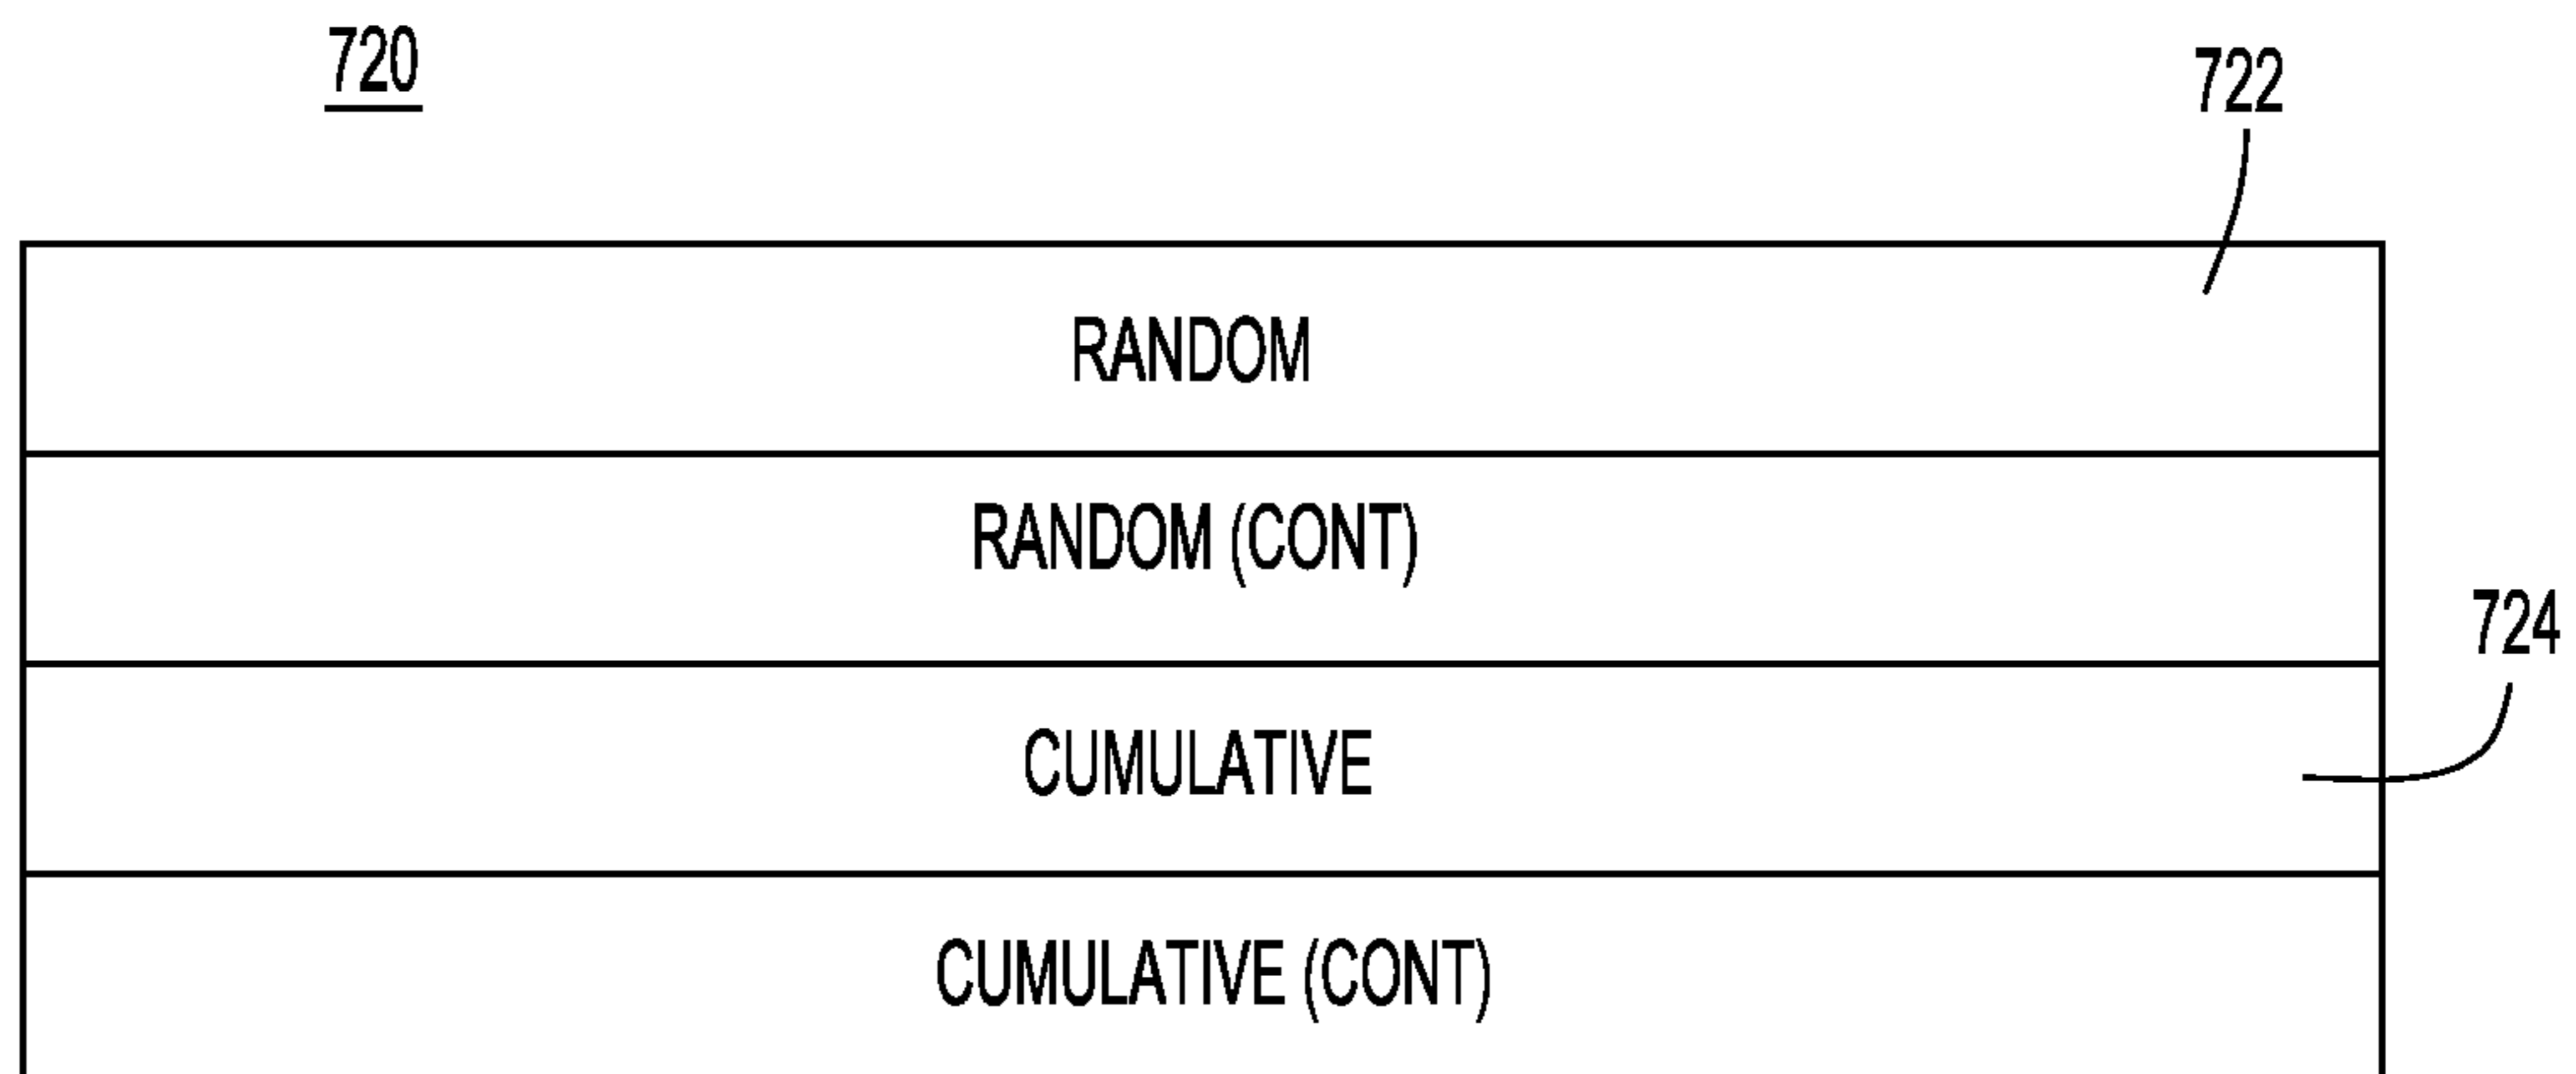 720
722
RANDOM
RANDOM (CONT)
724
CUMULATIVE
CUMULATIVE (CONT)